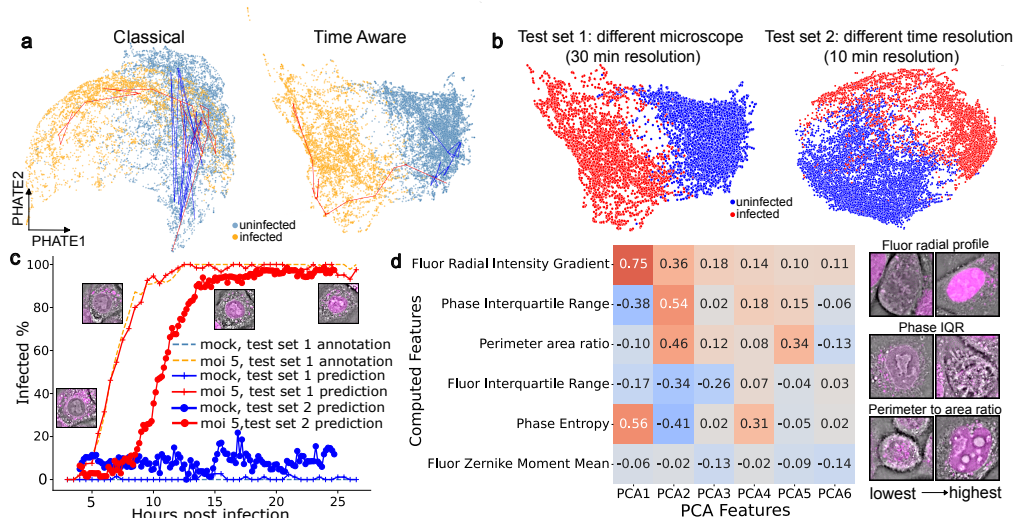 a
Classical
Time Aware
PHATE2
PHATE1
uninfected
infected
b
Test set 1: different microscope
(30 min resolution)
Test set 2: different time resolution
(10 min resolution)
uninfected
infected
c
Infected %
100
80
60
40
20
0
5
10
15
20
25
Hours post infection
mock, test set 1 annotation
moi 5, test set 1 annotation
mock, test set 1 prediction
moi 5, test set 1 prediction
mock, test set 2 prediction
moi 5,test set 2 prediction
d
Computed Features
Fluor Radial Intensity Gradient 0.75 0.36 0.18 0.14 0.10 0.11
Phase Interquartile Range -0.38 0.54 0.02 0.18 0.15 -0.06
Perimeter area ratio -0.10 0.46 0.12 0.08 0.34 -0.13
Fluor Interquartile Range -0.17 -0.34 -0.26 0.07 -0.04 0.03
Phase Entropy 0.56 -0.41 0.02 0.31 -0.05 0.02
Fluor Zernike Moment Mean -0.06 -0.02 -0.13 -0.02 -0.09 -0.14
PCA1 PCA2 PCA3 PCA4 PCA5 PCA6
PCA Features
Fluor radial profile
Phase IQR
Perimeter to area ratio
lowest → highest